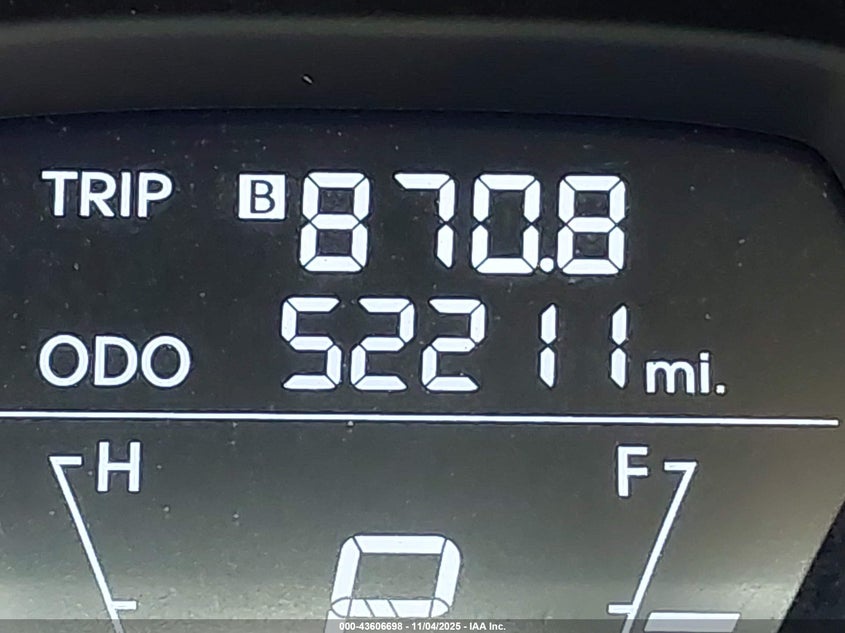 TRIP B 870.8
ODO 52211 mi.
H F
P
000-43606698 - 11/04/2025 - IAA Inc.